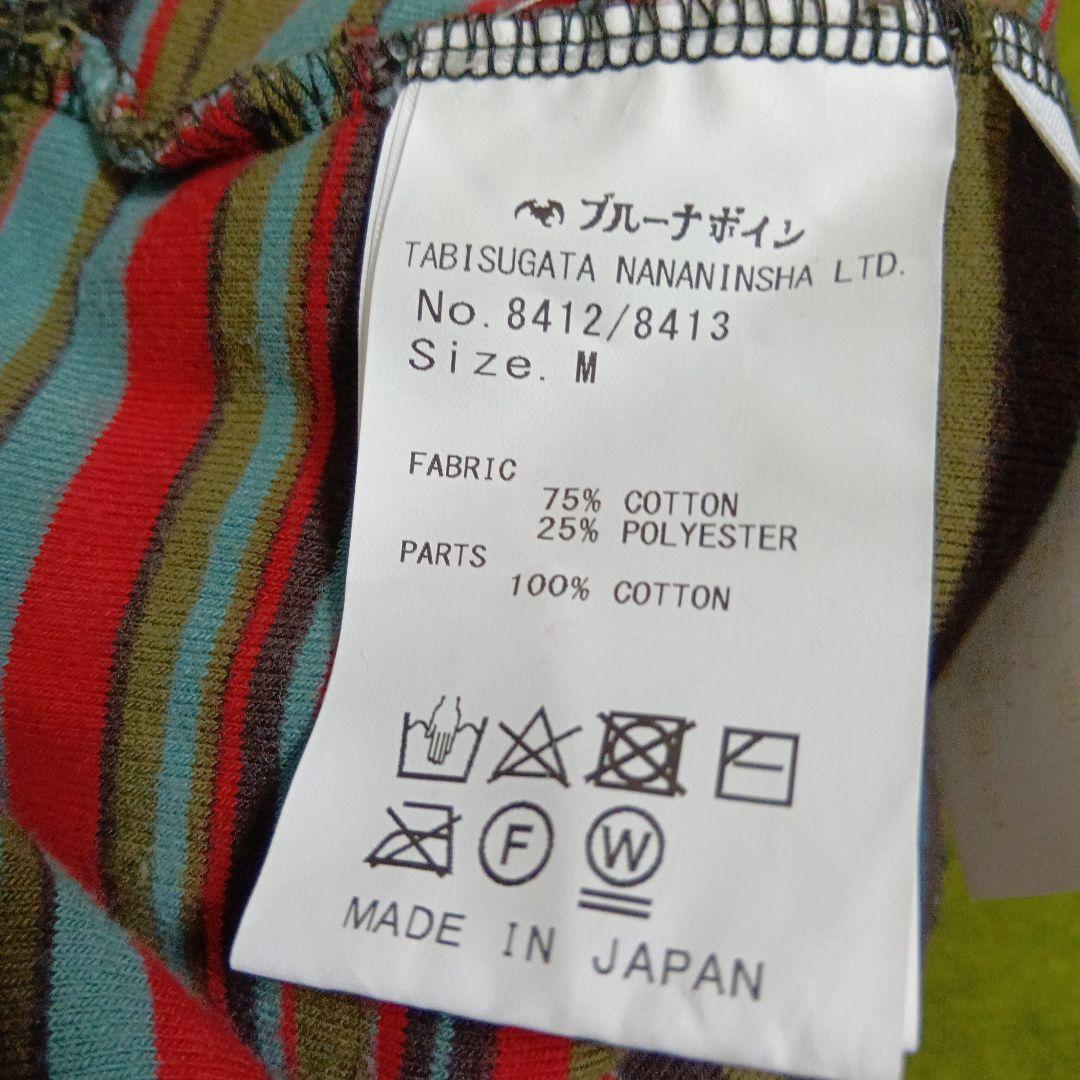 ブルーナボイン
TABISUGATA NANANINSHA LTD.
No. 8412/8413
Size. M
FABRIC
75% COTTON
25% POLYESTER
PARTS
100% COTTON
F
W
MADE IN JAPAN